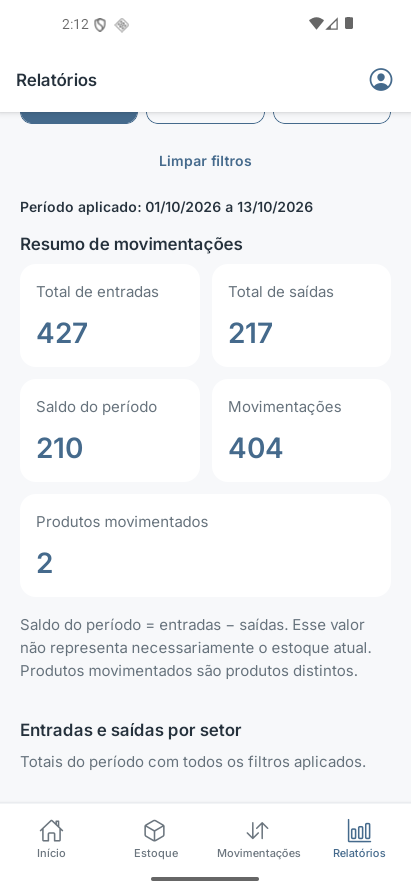 2:12
Relatórios
Limpar filtros
Período aplicado: 01/10/2026 a 13/10/2026
Resumo de movimentações
Total de entradas
427
Total de saídas
217
Saldo do período
210
Movimentações
404
Produtos movimentados
2
Saldo do período = entradas − saídas. Esse valor
não representa necessariamente o estoque atual.
Produtos movimentados são produtos distintos.
Entradas e saídas por setor
Totais do período com todos os filtros aplicados.
Início
Estoque
Movimentações
Relatórios